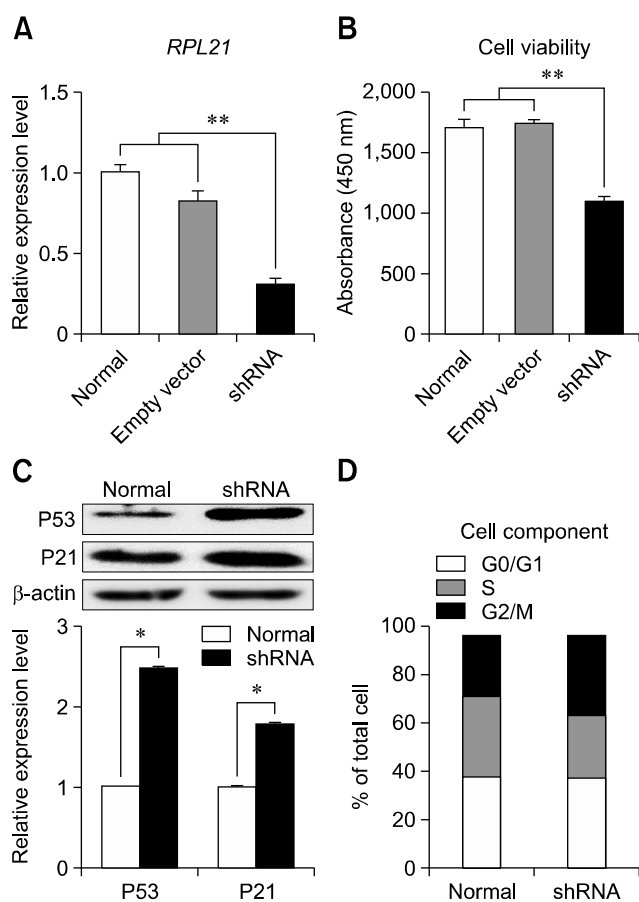 A
RPL21
Relative expression level
1.5
1.0
0.5
0
**
Normal
Empty vector
shRNA
B
Cell viability
Absorbance (450 nm)
2,000
1,500
1,000
500
0
**
Normal
Empty vector
shRNA
C
Normal shRNA
P53
P21
β-actin
Relative expression level
3
2
1
0
Normal
shRNA
*
*
P53 P21
D
Cell component
G0/G1
S
G2/M
% of total cell
100
80
60
40
20
0
Normal shRNA